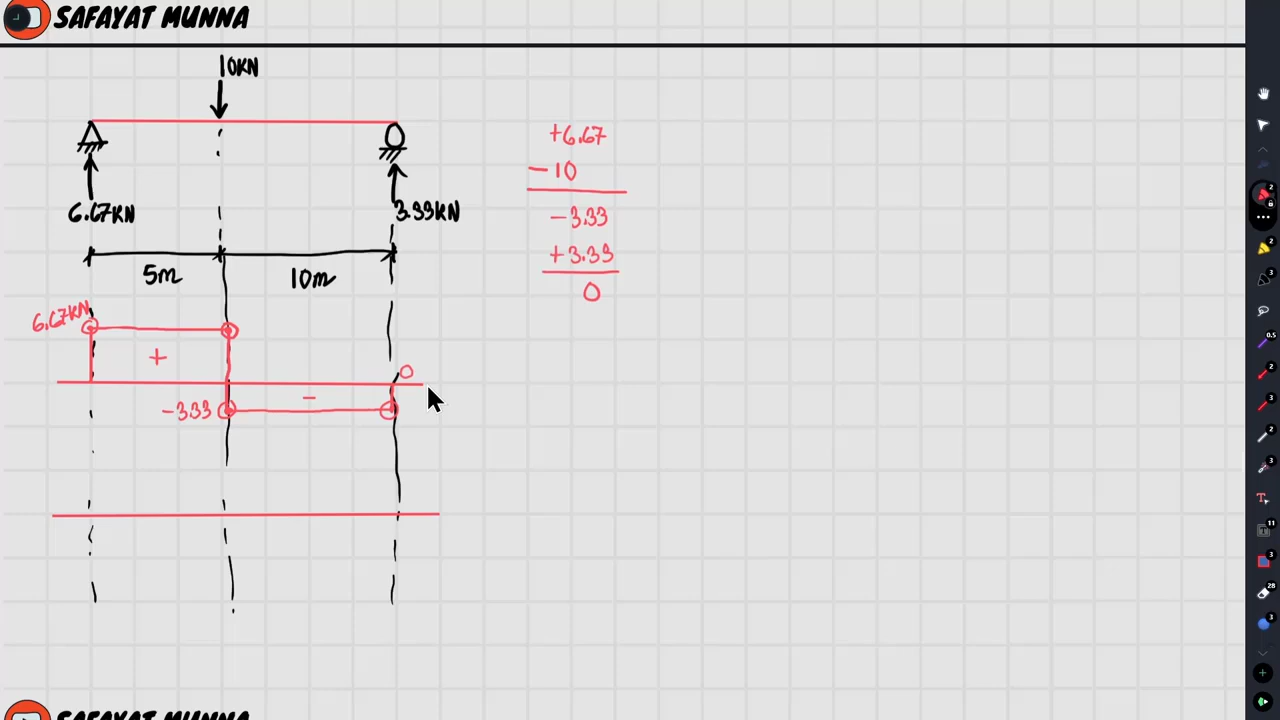 SAFAYAT MUNNA
10KN
6.67KN
3.33KN
5m
10m
+6.67
-10
-3.33
+3.33
0
6.67KN
+
0
-3.33
-
SAFAYAT MUNNA